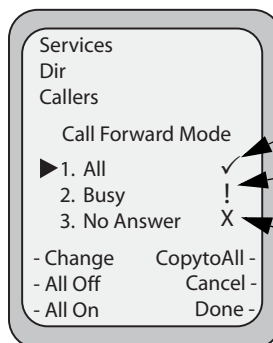 Services
Dir
Callers
Call Forward Mode
1. All ✓
2. Busy !
3. No Answer X
- Change CopytoAll -
- All Off Cancel -
- All On Done -